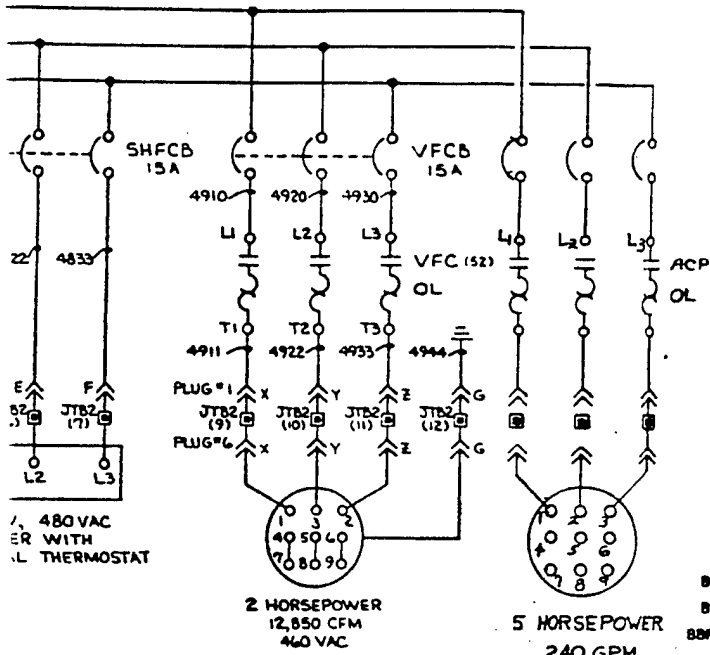 SHFCB
15A
VFCB
15A
4910
4920
4930
22
4833
L1
L2
L3
VFC (52)
OL
L1
L2
L3
ACP
OL
T1
T2
T3
4911
4922
4933
4944
E
F
PLUG #1
X
Y
Z
G
JTB2
(7)
JTB2
(9)
JTB2
(10)
JTB2
(11)
JTB2
(12)
PLUG #6
X
Y
Z
G
L2
L3
1
3
2
4
5
6
7
8
9
1
2
3
4
5
6
7
8
9
V, 480 VAC
ER WITH
AL THERMOSTAT
2 HORSEPOWER
12,850 CFM
460 VAC
5 HORSEPOWER
240 GPM